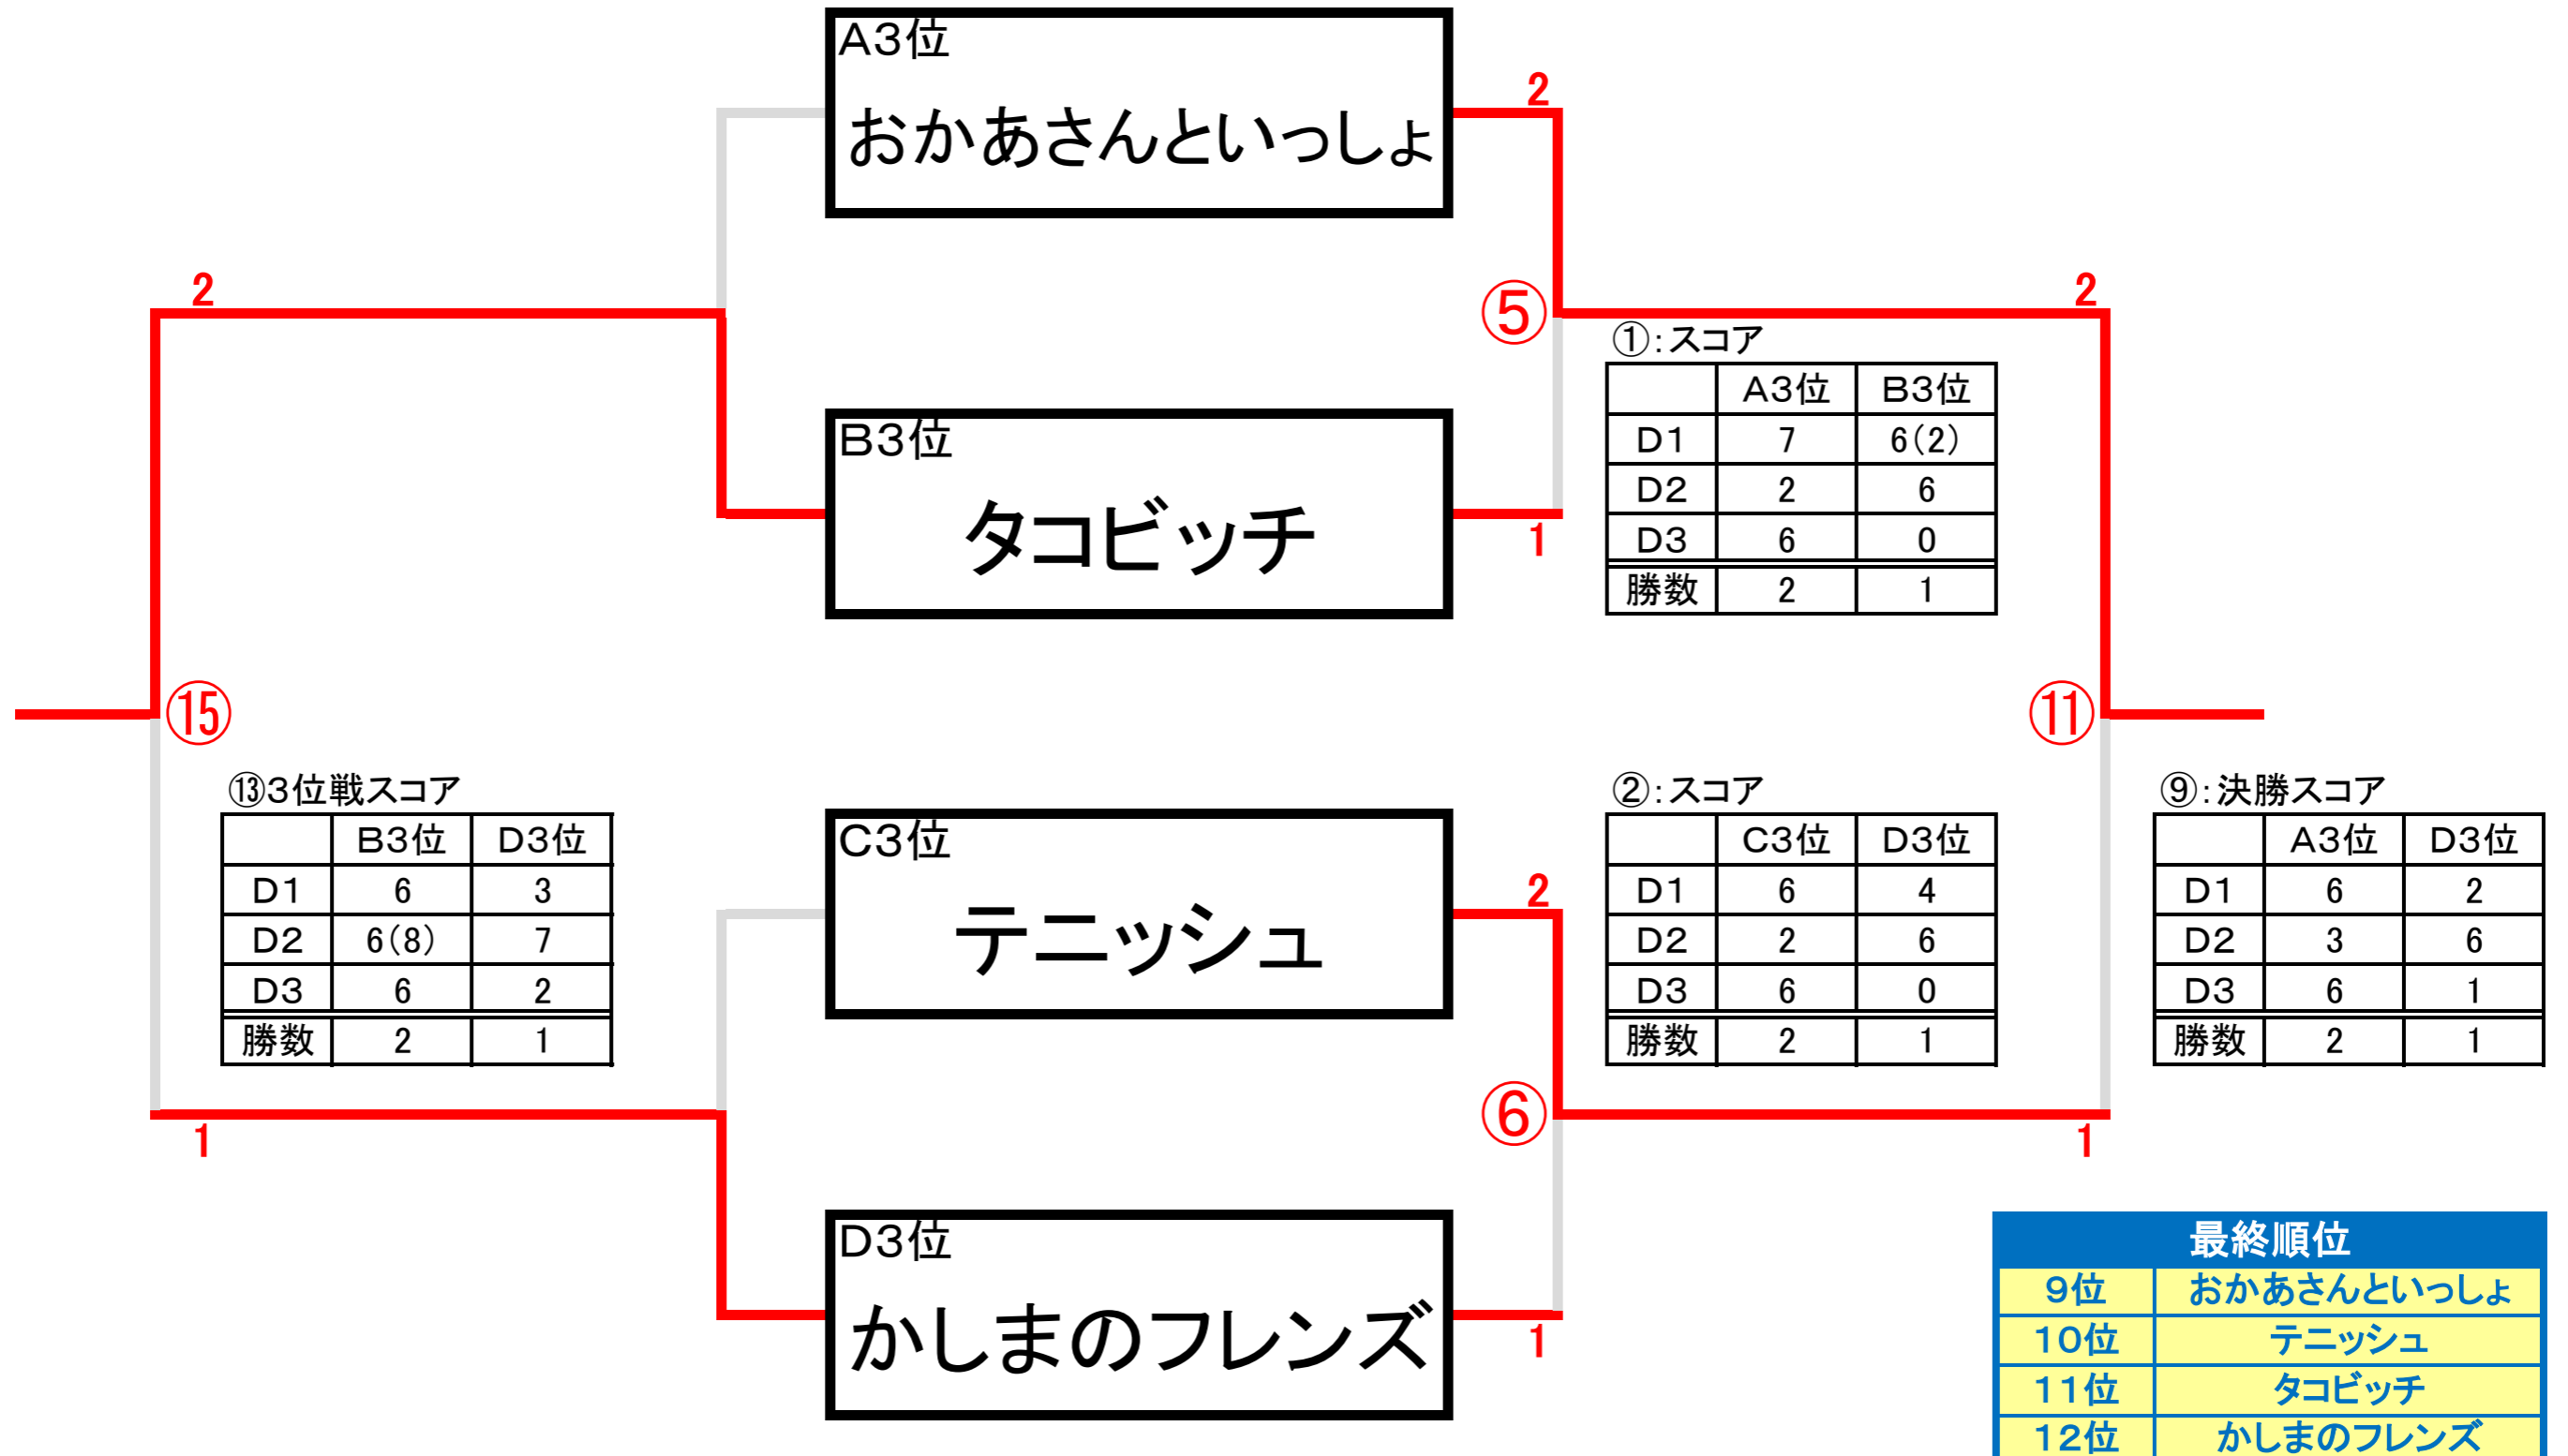 A3位
おかあさんといっしょ
2
2
2
⑤
①:スコア
A3位 B3位
D1 7 6(2)
D2 2 6
D3 6 0
勝数 2 1
B3位
タコビッチ
1
⑮
⑪
⑬3位戦スコア
B3位 D3位
D1 6 3
D2 6(8) 7
D3 6 2
勝数 2 1
C3位
テニッシュ
2
②:スコア
C3位 D3位
D1 6 4
D2 2 6
D3 6 0
勝数 2 1
⑨:決勝スコア
A3位 D3位
D1 6 2
D2 3 6
D3 6 1
勝数 2 1
⑥
1
1
D3位
かしまのフレンズ
1
最終順位
9位 おかあさんといっしょ
10位 テニッシュ
11位 タコビッチ
12位 かしまのフレンズ